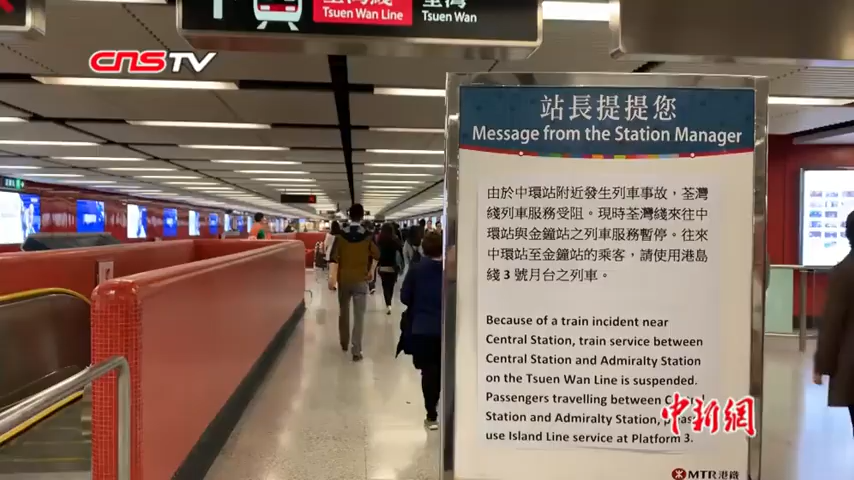 荃灣綫 荃灣
Tsuen Wan Line Tsuen Wan
CNSTV
站長提提您
Message from the Station Manager
由於中環站附近發生列車事故，荃灣
綫列車服務受阻。現時荃灣綫來往中
環站與金鐘站之列車服務暫停。往來
中環站至金鐘站的乘客，請使用港島
綫 3 號月台之列車。
Because of a train incident near
Central Station, train service between
Central Station and Admiralty Station
on the Tsuen Wan Line is suspended.
Passengers travelling between
Station and Admiralty Station,
use Island Line service at Platform 3.
中新網
MTR港鐵